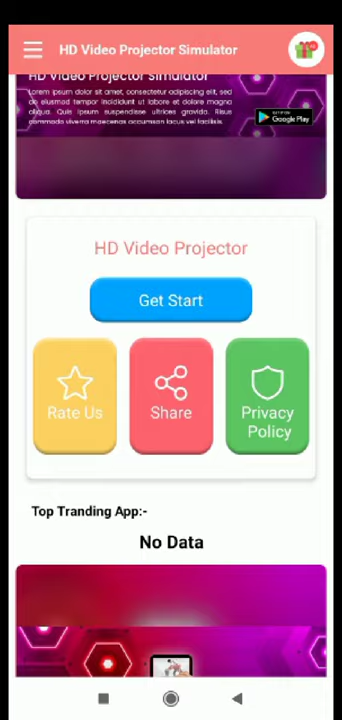 HD Video Projector Simulator
HD Video Projector Simulator
Lorem ipsum dolor sit amet, consectetur adipiscing elit, sed
do eiusmod tempor incididunt ut labore et dolore magna
aliqua. Quis ipsum suspendisse ultrices gravida. Risus
commodo viverra maecenas accumsan lacus vel facilisis.
Google Play
HD Video Projector
Get Start
Rate Us
Share
Privacy
Policy
Top Tranding App:-
No Data